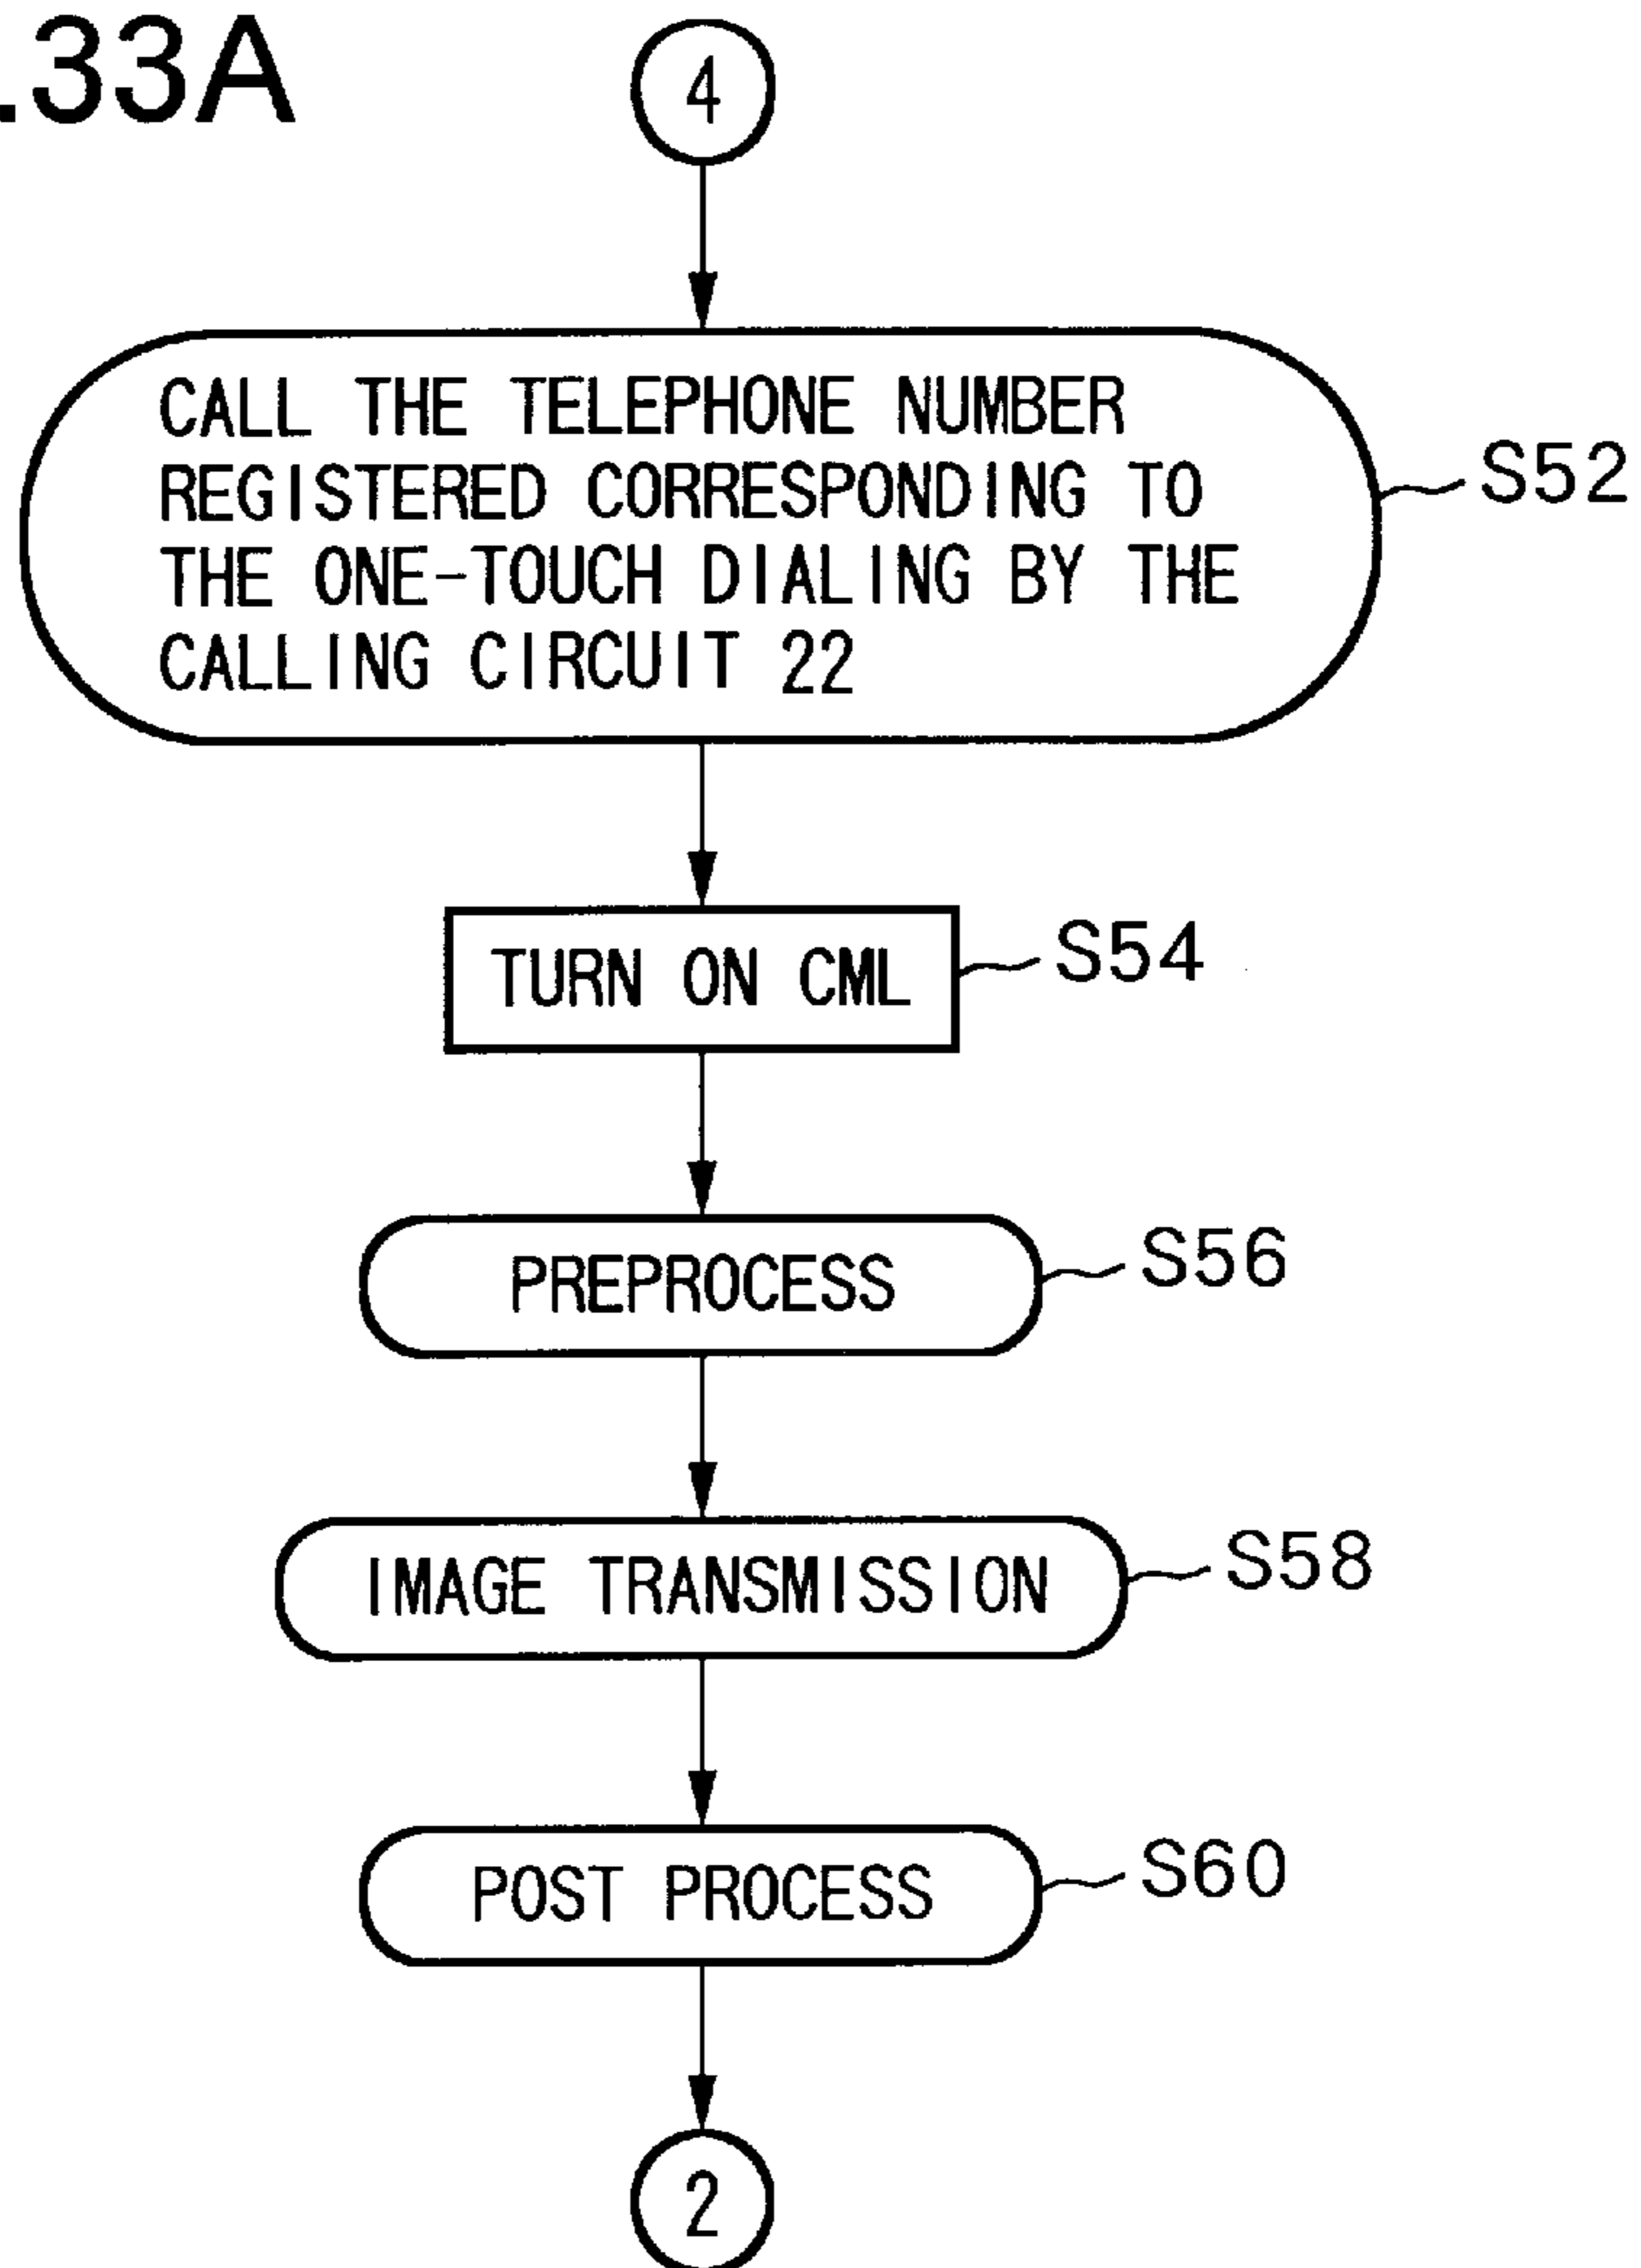 .33A
4
CALL THE TELEPHONE NUMBER
REGISTERED CORRESPONDING TO
THE ONE-TOUCH DIALING BY THE
CALLING CIRCUIT 22
S52
TURN ON CML
S54
PREPROCESS
S56
IMAGE TRANSMISSION
S58
POST PROCESS
S60
2